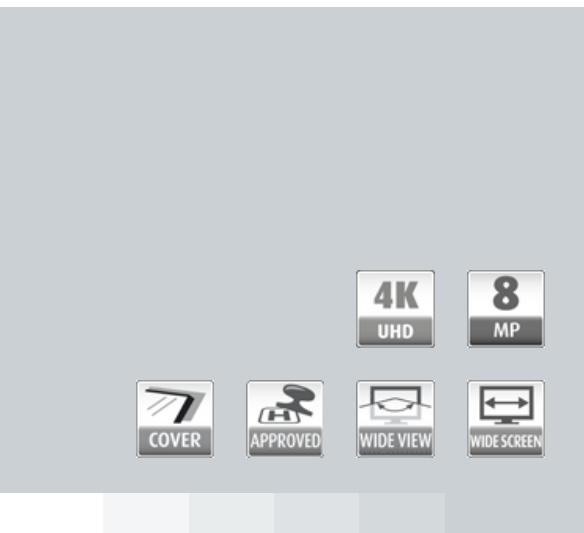 4K
UHD
8
MP
COVER
H
APPROVED
WIDE VIEW
WIDE SCREEN